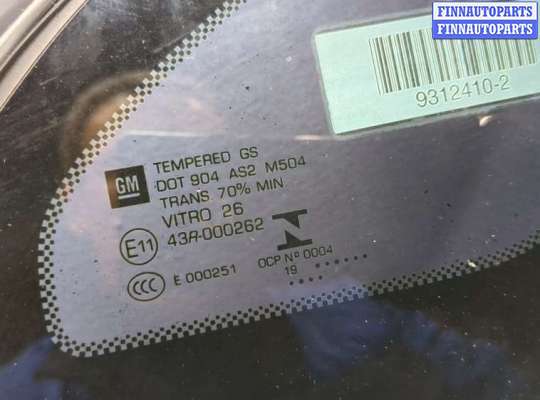 FINNAUTOPARTS
FINNAUTOPARTS
9312410-2
GM
TEMPERED GS
DOT 904 AS2 M504
TRANS 70% MIN
VITRO 26
E11 43R-000262
CCC E 000251
OCP Nº 0004
19